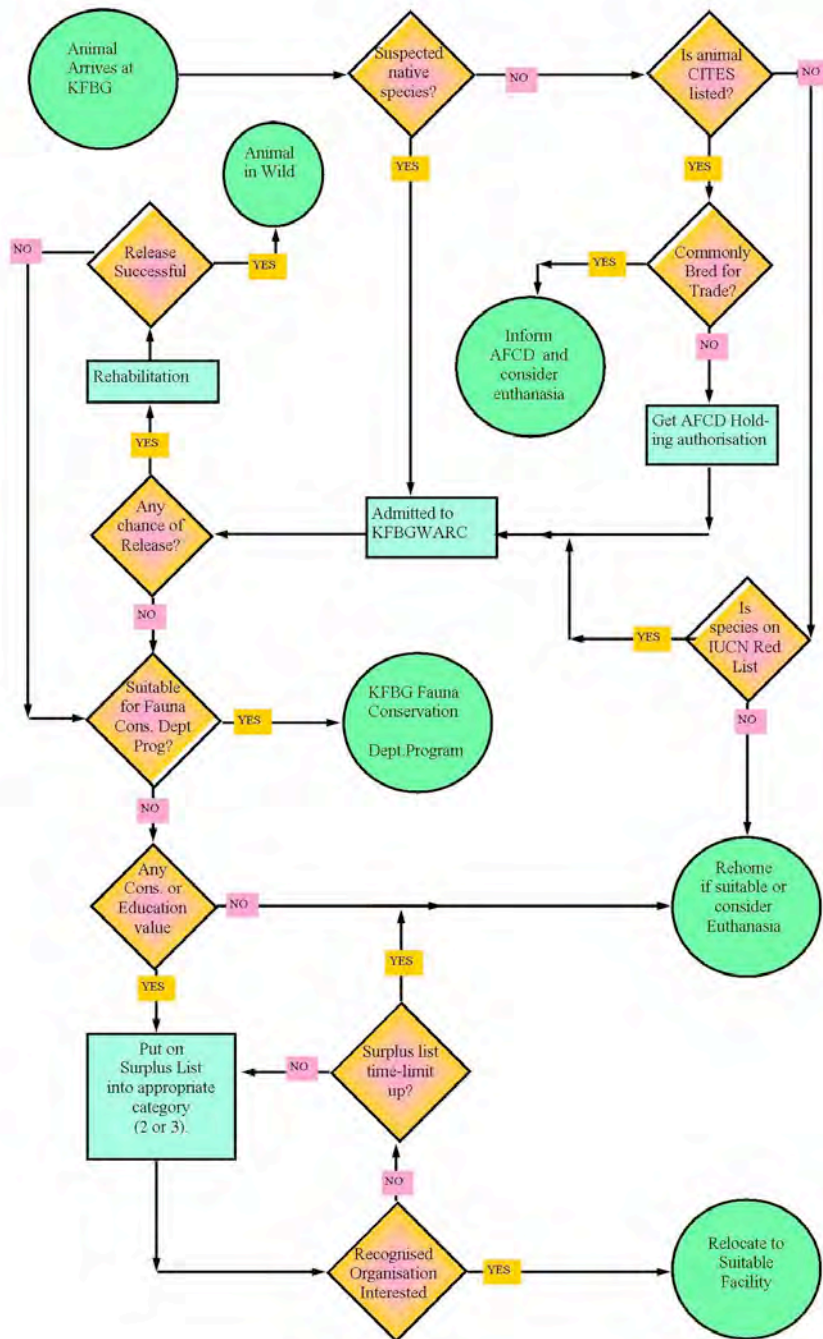 Animal
Arrives at
KFBG
Suspected
native
species?
NO
Is animal
CITES
listed?
NO
YES
YES
Animal
in Wild
NO
Release
Successful
YES
Commonly
Bred for
Trade?
YES
NO
Inform
AFCD and
consider
euthanasia
Rehabilitation
Get AFCD Hold-
ing authorisation
YES
Any
chance of
Release?
Admitted to
KFBGWARC
NO
Is
species on
IUCN Red
List
YES
NO
Suitable
for Fauna
Cons. Dept
Prog?
YES
KFBG Fauna
Conservation
Dept.Program
NO
Any
Cons. or
Education
value
NO
Rehome
if suitable or
consider
Euthanasia
YES
YES
Put on
Surplus List
into appropriate
category
(2 or 3).
NO
Surplus list
time-limit
up?
NO
Recognised
Organisation
Interested
YES
Relocate to
Suitable
Facility